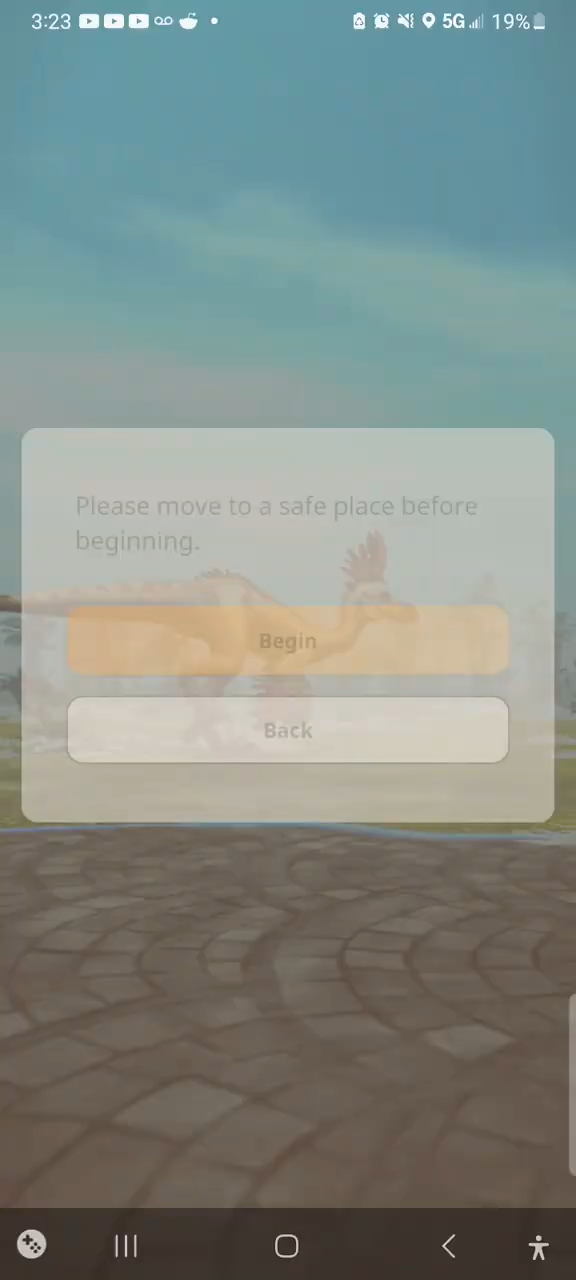 3:23 5G 19%
Please move to a safe place before
beginning.
Begin
Back